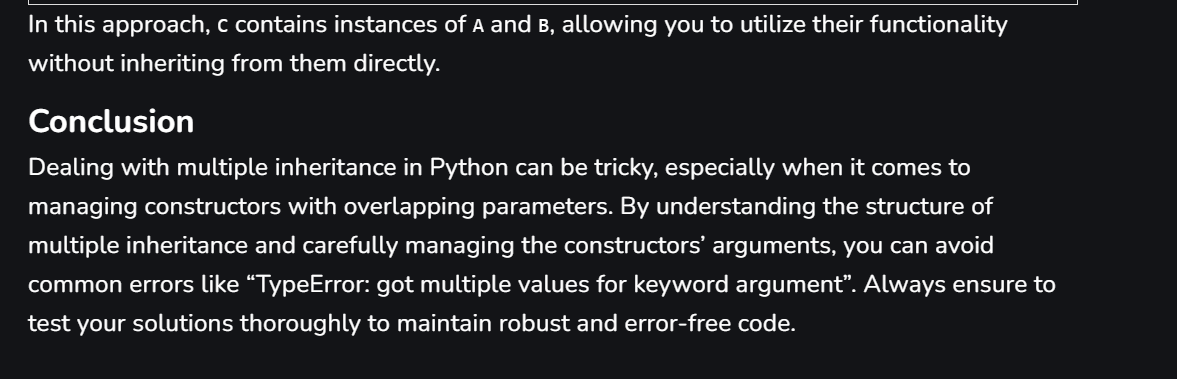 In this approach, C contains instances of A and B, allowing you to utilize their functionality
without inheriting from them directly.
Conclusion
Dealing with multiple inheritance in Python can be tricky, especially when it comes to
managing constructors with overlapping parameters. By understanding the structure of
multiple inheritance and carefully managing the constructors’ arguments, you can avoid
common errors like “TypeError: got multiple values for keyword argument”. Always ensure to
test your solutions thoroughly to maintain robust and error-free code.